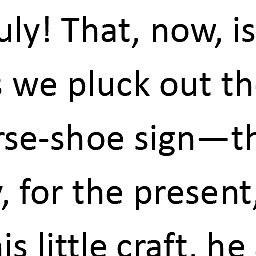 uly! That, now, is
s we pluck out the
rse-shoe sign—th
, for the present,
his little craft, he